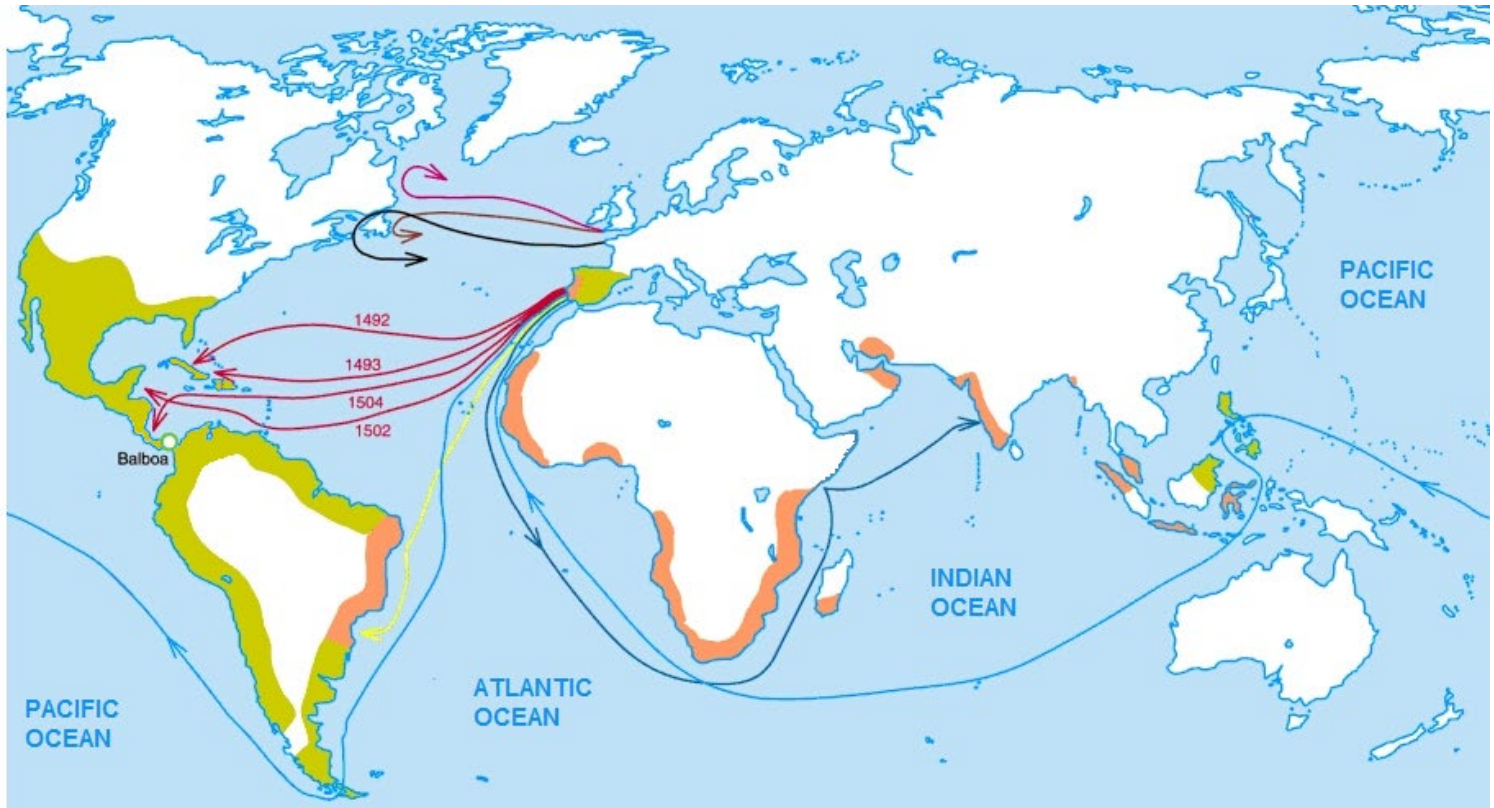 PACIFIC
OCEAN
1492
1493
1504
1502
Balboa
INDIAN
OCEAN
ATLANTIC
OCEAN
PACIFIC
OCEAN